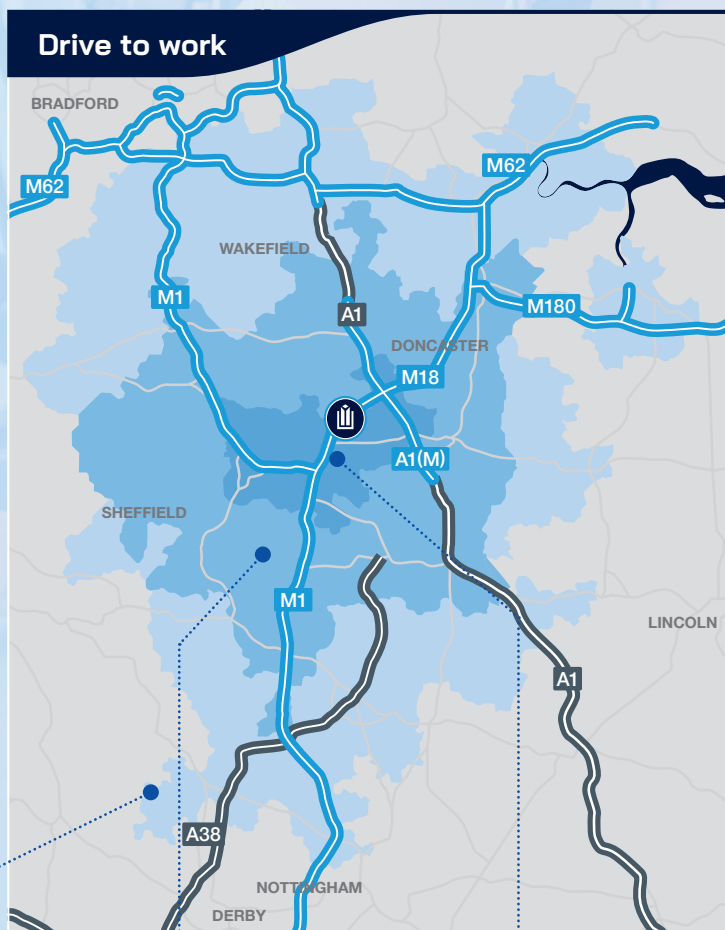 Drive to work
BRADFORD
M62
M62
WAKEFIELD
M1
M180
A1
DONCASTER
M18
A1(M)
SHEFFIELD
M1
LINCOLN
A1
A38
NOTTINGHAM
DERBY